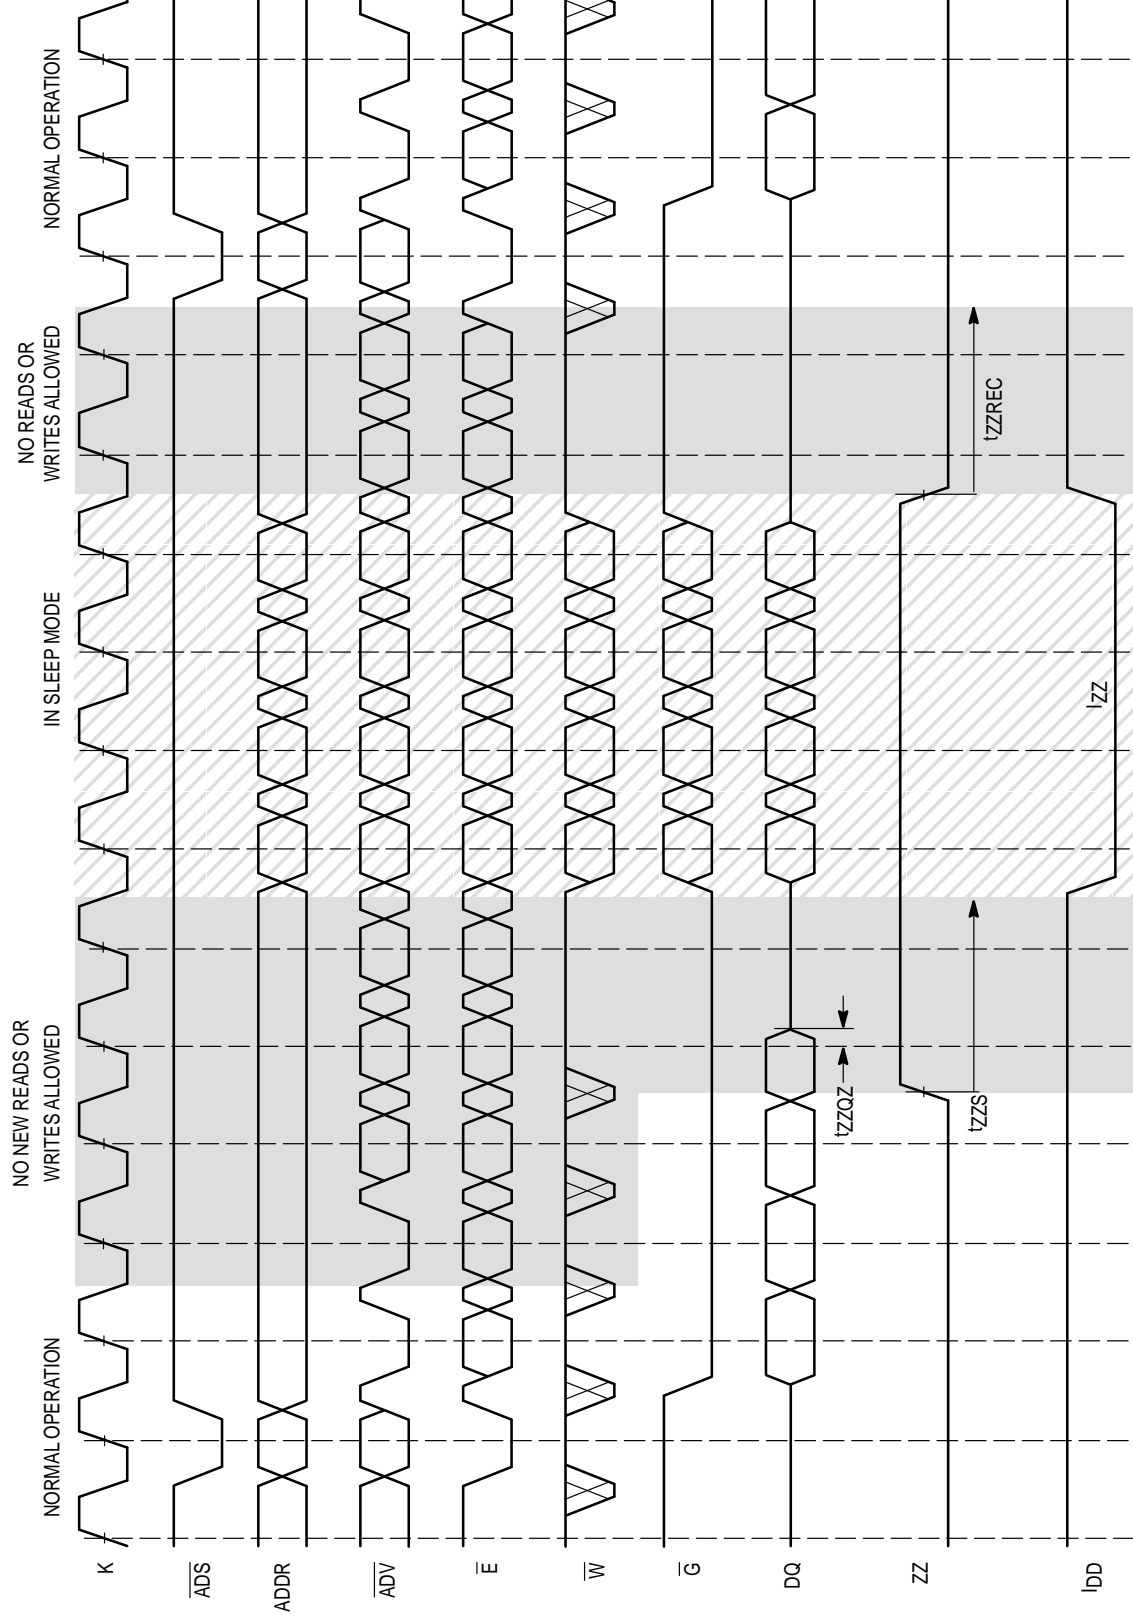 NORMAL OPERATION
NO NEW READS OR
WRITES ALLOWED
IN SLEEP MODE
NO READS OR
WRITES ALLOWED
NORMAL OPERATION
K
ADS
ADDR
ADV
E
W
G
DQ
tZZQZ
ZZ
tZZS
tZZREC
IDD
IZZ